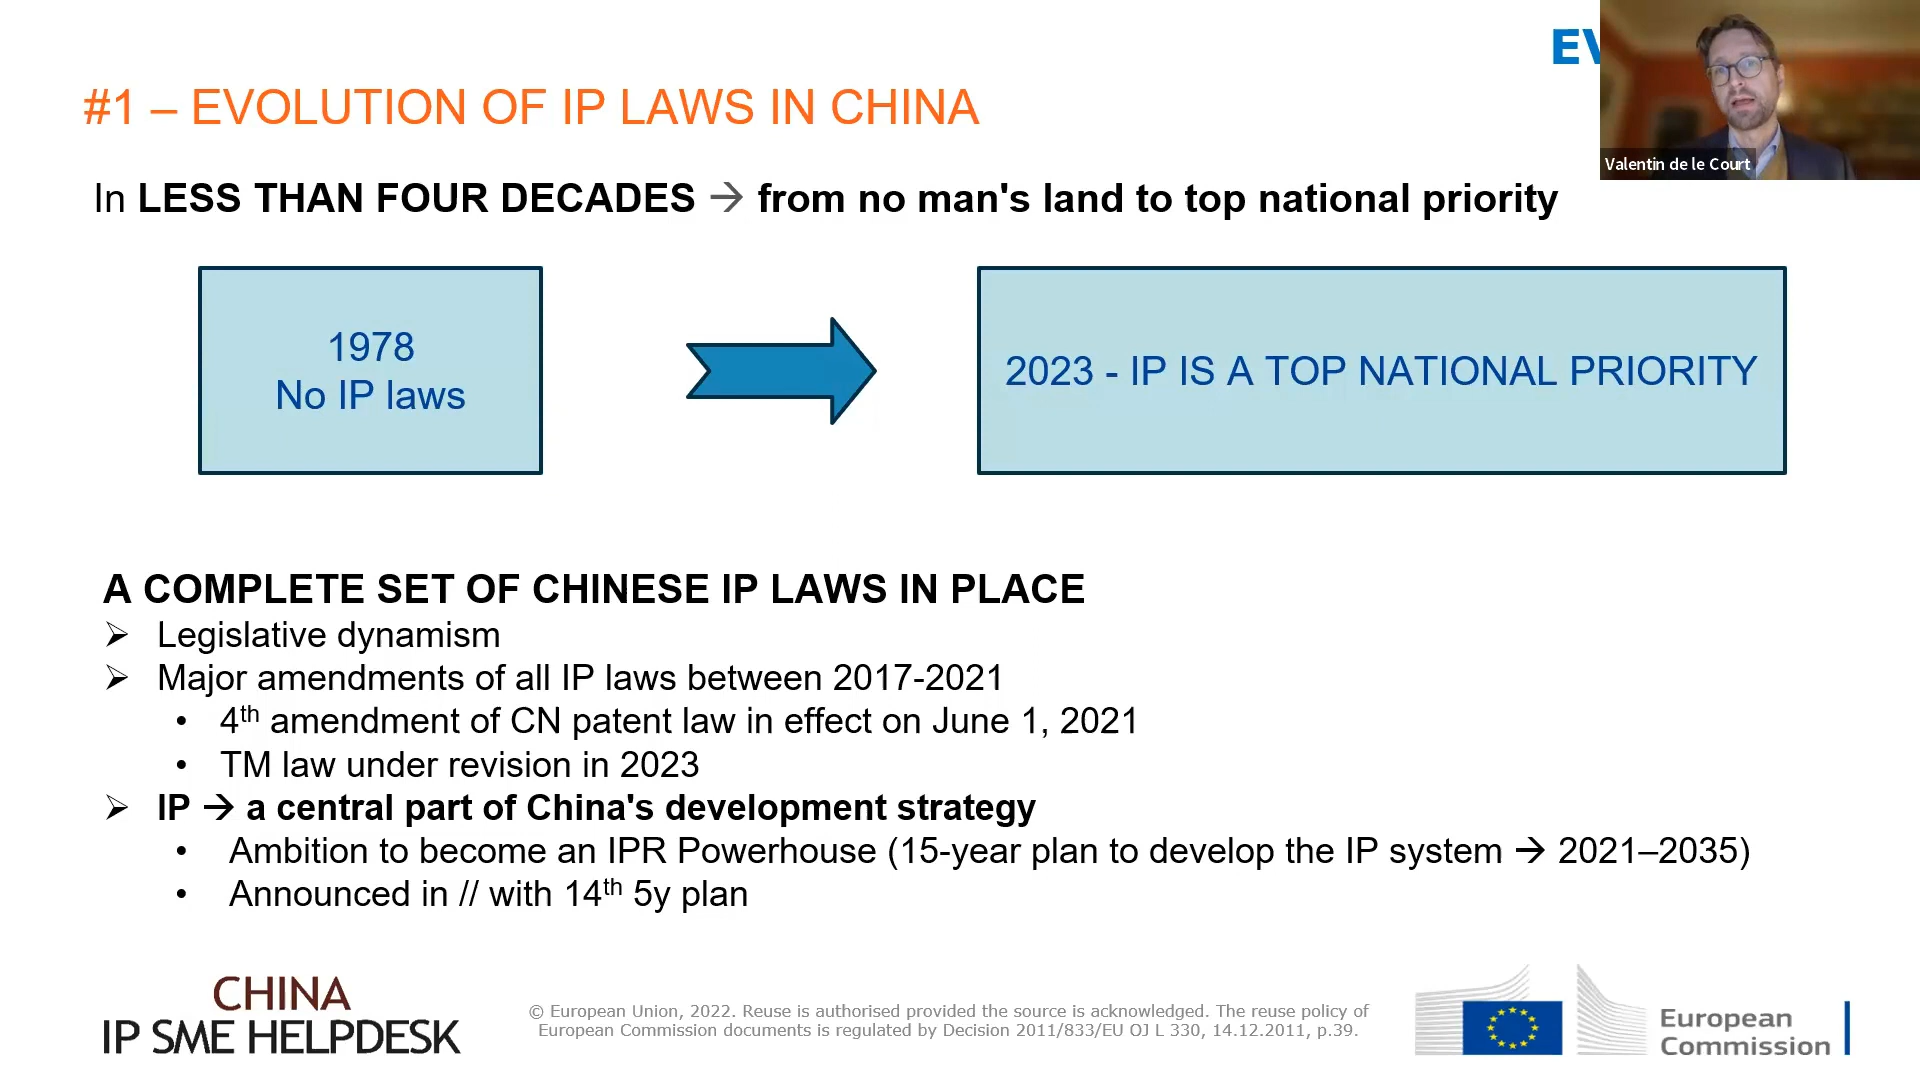 EV
#1 – EVOLUTION OF IP LAWS IN CHINA
Valentin de le Court
In LESS THAN FOUR DECADES → from no man's land to top national priority
1978
No IP laws
2023 - IP IS A TOP NATIONAL PRIORITY
A COMPLETE SET OF CHINESE IP LAWS IN PLACE
➢ Legislative dynamism
➢ Major amendments of all IP laws between 2017-2021
• 4th amendment of CN patent law in effect on June 1, 2021
• TM law under revision in 2023
➢ IP → a central part of China's development strategy
• Ambition to become an IPR Powerhouse (15-year plan to develop the IP system → 2021–2035)
• Announced in // with 14th 5y plan
CHINA
IP SME HELPDESK
© European Union, 2022. Reuse is authorised provided the source is acknowledged. The reuse policy of
European Commission documents is regulated by Decision 2011/833/EU OJ L 330, 14.12.2011, p.39.
European
Commission